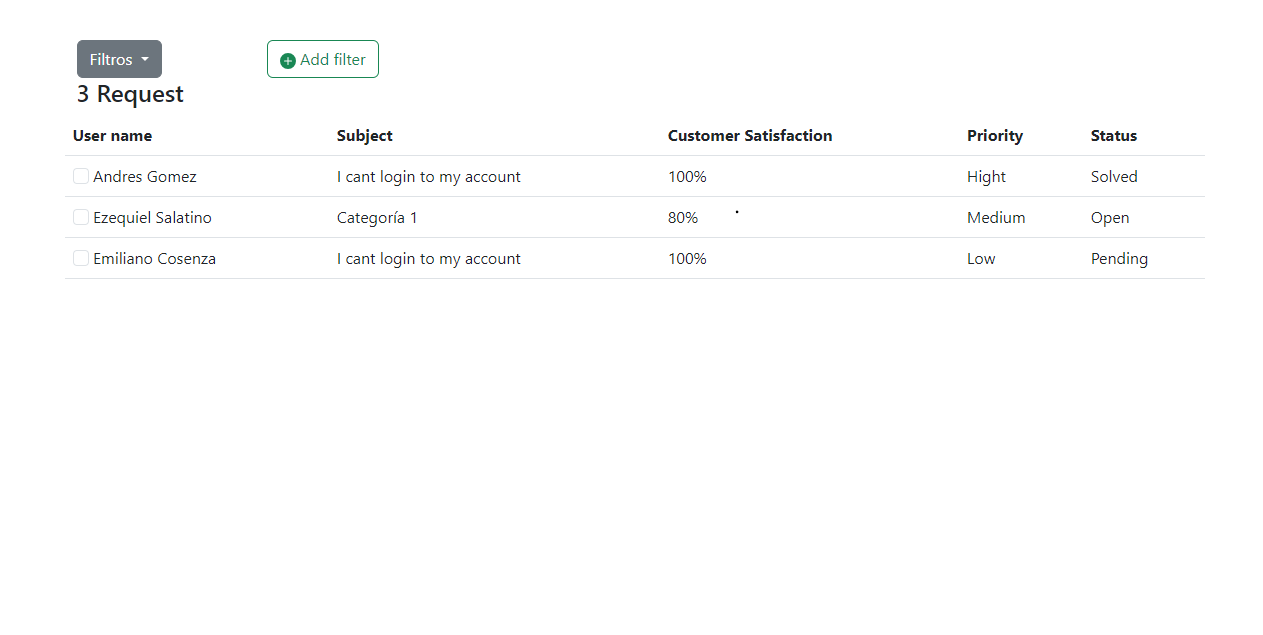 Filtros Add filter
3 Request
User name Subject Customer Satisfaction Priority Status
Andres Gomez I cant login to my account 100% Hight Solved
Ezequiel Salatino Categoría 1 80% Medium Open
Emiliano Cosenza I cant login to my account 100% Low Pending